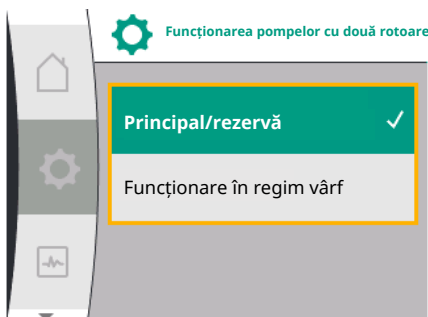 Funcționarea pompelor cu două rotoare
Principal/rezervă
Funcționare în regim vârf